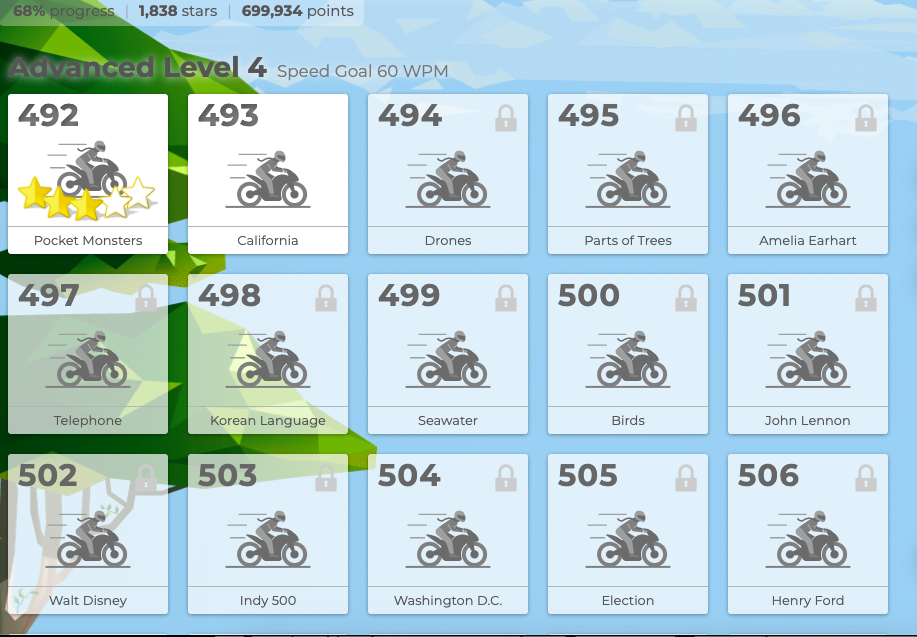 68% progress | 1,838 stars | 699,934 points
Advanced Level 4 Speed Goal 60 WPM
492 493 494 495 496
Pocket Monsters California Drones Parts of Trees Amelia Earhart
497 498 499 500 501
Telephone Korean Language Seawater Birds John Lennon
502 503 504 505 506
Walt Disney Indy 500 Washington D.C. Election Henry Ford